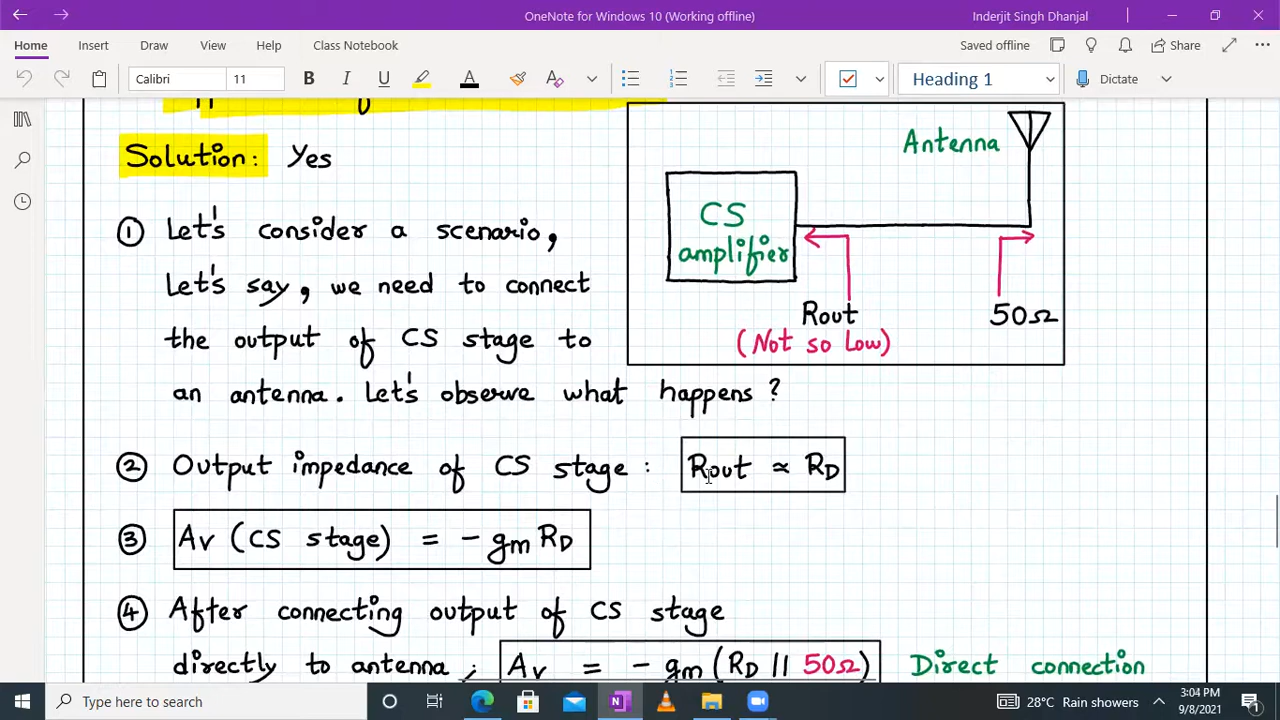 OneNote for Windows 10 (Working offline)
Inderjit Singh Dhanjal
Home Insert Draw View Help Class Notebook
Saved offline
Share
Calibri 11 B I U A
Heading 1
Dictate
Solution: Yes
① Let's consider a scenario,
Let's say, we need to connect
the output of CS stage to
an antenna. Let's observe what happens?
Antenna
CS
amplifier
Rout
(Not so low)
50Ω
② Output impedance of CS stage: Rout ≃ RD
③ Av (CS stage) = - gm RD
④ After connecting output of CS stage
directly to antenna, Av = - gm (RD || 50Ω) Direct connection
Type here to search
28°C Rain showers
3:04 PM
9/8/2021
1